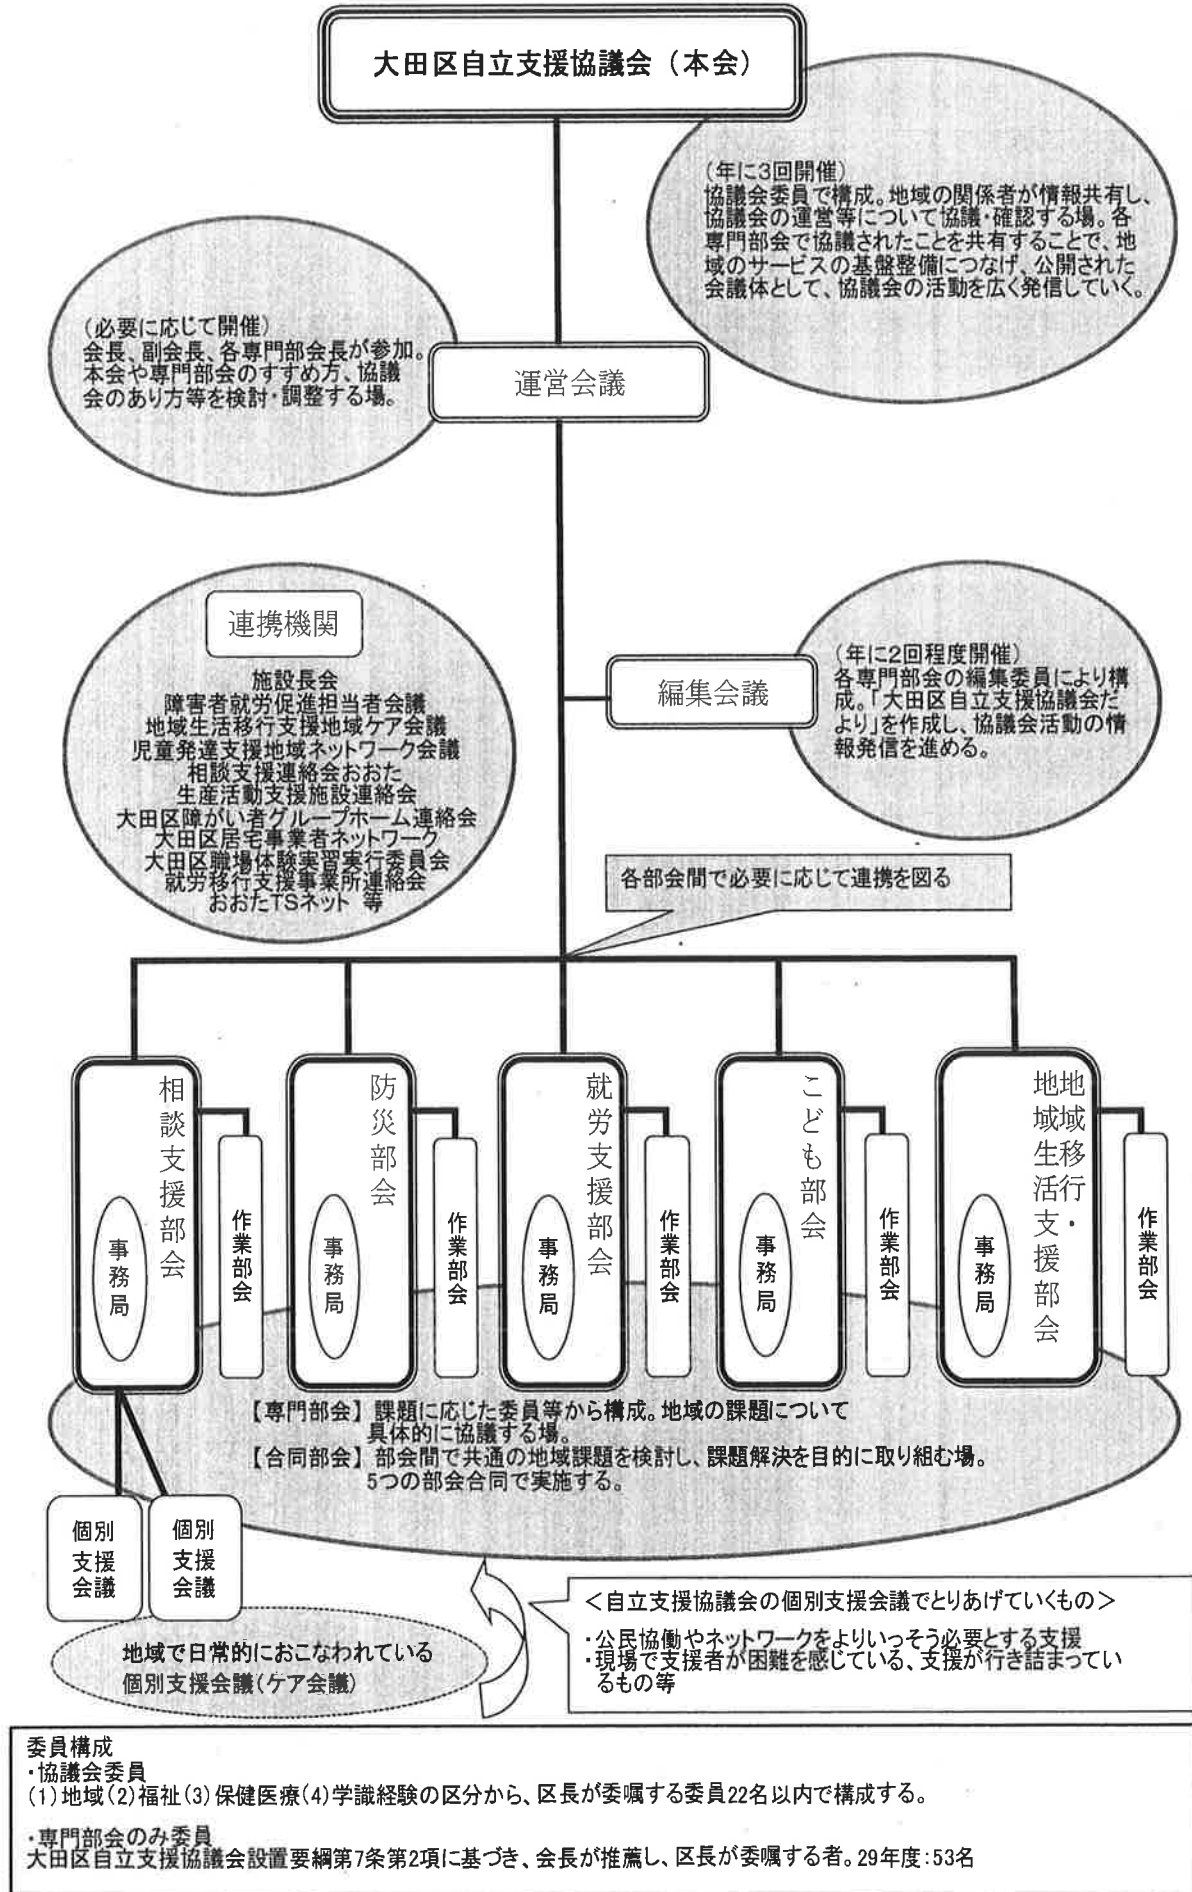 大田区自立支援協議会（本会）
(年に3回開催)
協議会委員で構成。地域の関係者が情報共有し、
協議会の運営等について協議・確認する場。各
専門部会で協議されたことを共有することで、地
域のサービスの基盤整備につなげ、公開された
会議体として、協議会の活動を広く発信していく。
(必要に応じて開催)
会長、副会長、各専門部会長が参加。
本会や専門部会のすすめ方、協議
会のあり方等を検討・調整する場。
運営会議
連携機関
施設長会
障害者就労促進担当者会議
地域生活移行支援地域ケア会議
児童発達支援地域ネットワーク会議
相談支援連絡会おおた
生産活動支援施設連絡会
大田区障がい者グループホーム連絡会
大田区居宅事業者ネットワーク
大田区職場体験実習実行委員会
就労移行支援事業所連絡会
おおたTSネット 等
編集会議
(年に2回程度開催)
各専門部会の編集委員により構
成。「大田区自立支援協議会だ
より」を作成し、協議会活動の情
報発信を進める。
各部会間で必要に応じて連携を図る
相談支援部会
事務局
作業部会
防災部会
事務局
作業部会
就労支援部会
事務局
作業部会
こども部会
事務局
作業部会
地域移行・
地域生活支援部会
事務局
作業部会
【専門部会】 課題に応じた委員等から構成。地域の課題について
具体的に協議する場。
【合同部会】 部会間で共通の地域課題を検討し、課題解決を目的に取り組む場。
5つの部会合同で実施する。
個別
支援
会議
個別
支援
会議
地域で日常的におこなわれている
個別支援会議(ケア会議)
＜自立支援協議会の個別支援会議でとりあげていくもの＞
・公民協働やネットワークをよりいっそう必要とする支援
・現場で支援者が困難を感じている、支援が行き詰まってい
るもの等
委員構成
・協議会委員
(1)地域(2)福祉(3)保健医療(4)学識経験の区分から、区長が委嘱する委員22名以内で構成する。
・専門部会のみ委員
大田区自立支援協議会設置要綱第7条第2項に基づき、会長が推薦し、区長が委嘱する者。29年度:53名